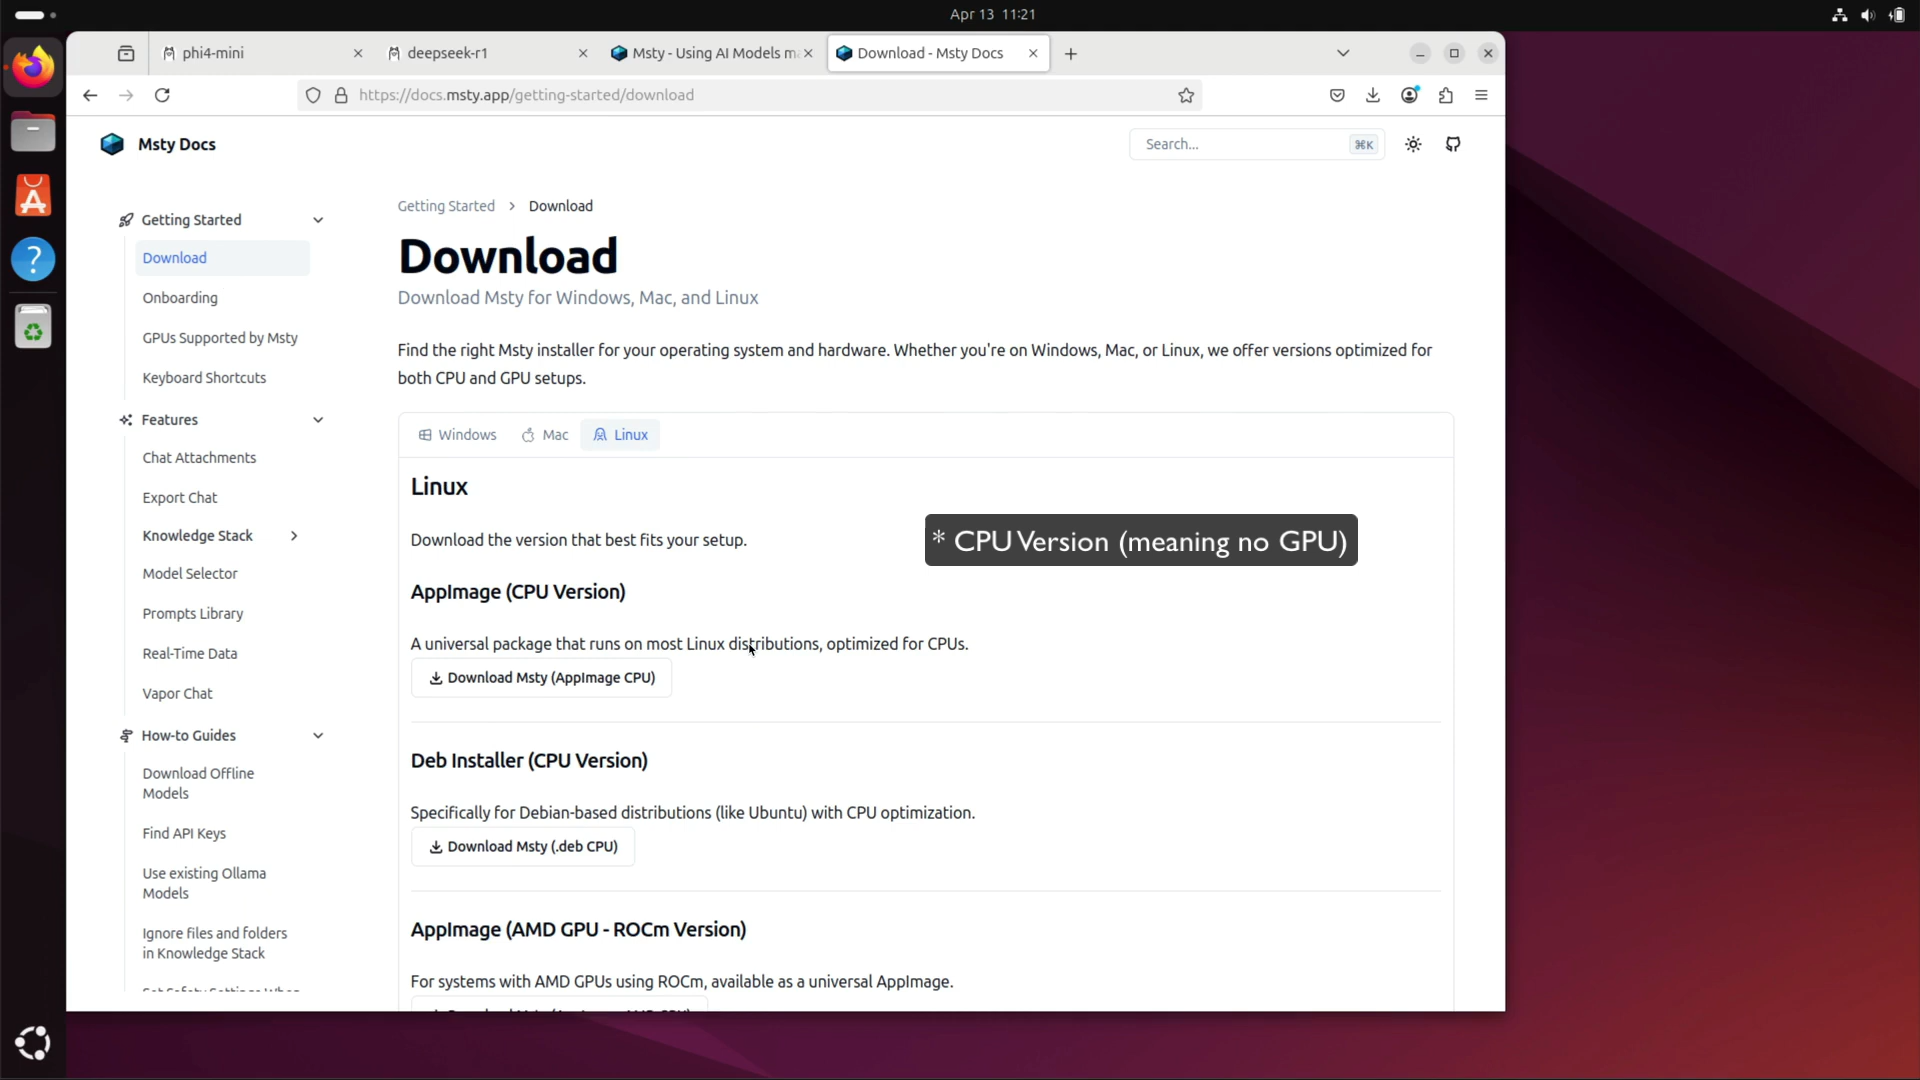 Apr 13 11:21
phi4-mini
deepseek-r1
Msty - Using AI Models ma
Download - Msty Docs
https://docs.msty.app/getting-started/download
Msty Docs
Search...
⌘K
Getting Started
Download
Onboarding
GPUs Supported by Msty
Keyboard Shortcuts
Features
Chat Attachments
Export Chat
Knowledge Stack
Model Selector
Prompts Library
Real-Time Data
Vapor Chat
How-to Guides
Download Offline
Models
Find API Keys
Use existing Ollama
Models
Ignore files and folders
in Knowledge Stack
Getting Started > Download
Download
Download Msty for Windows, Mac, and Linux
Find the right Msty installer for your operating system and hardware. Whether you're on Windows, Mac, or Linux, we offer versions optimized for
both CPU and GPU setups.
Windows Mac Linux
Linux
Download the version that best fits your setup.
* CPU Version (meaning no GPU)
AppImage (CPU Version)
A universal package that runs on most Linux distributions, optimized for CPUs.
Download Msty (AppImage CPU)
Deb Installer (CPU Version)
Specifically for Debian-based distributions (like Ubuntu) with CPU optimization.
Download Msty (.deb CPU)
AppImage (AMD GPU - ROCm Version)
For systems with AMD GPUs using ROCm, available as a universal AppImage.